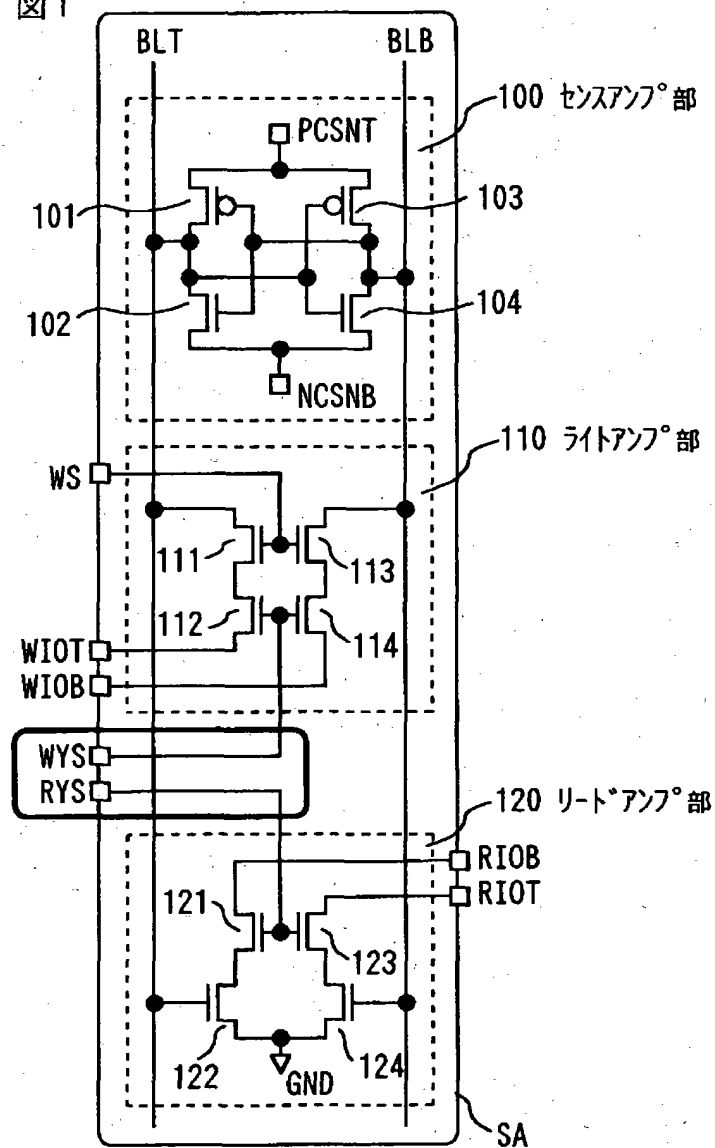 図1
BLT
BLB
100 センスアンプ部
PCSNT
101
103
102
104
NCSNB
110 ライトアンプ部
WS
111
113
112
114
WIOT
WIOB
WYS
RYS
120 リードアンプ部
RIOB
RIOT
121
123
122
124
GND
SA